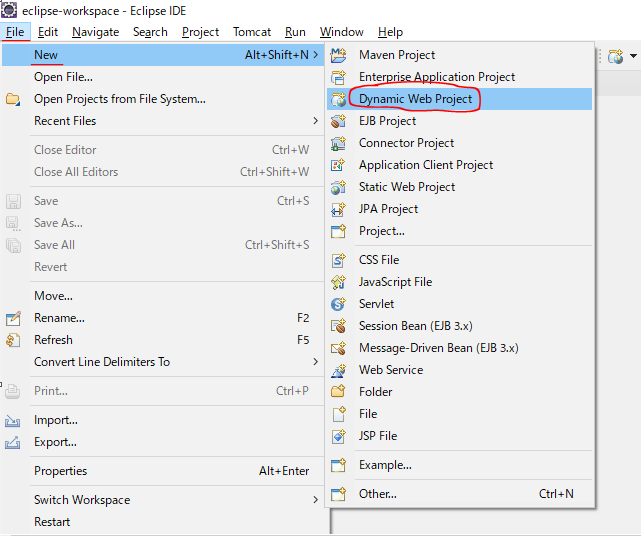 eclipse-workspace - Eclipse IDE
File Edit Navigate Search Project Tomcat Run Window Help
New Alt+Shift+N
Open File...
Open Projects from File System...
Recent Files
Close Editor Ctrl+W
Close All Editors Ctrl+Shift+W
Save Ctrl+S
Save As...
Save All Ctrl+Shift+S
Revert
Move...
Rename... F2
Refresh F5
Convert Line Delimiters To
Print... Ctrl+P
Import...
Export...
Properties Alt+Enter
Switch Workspace
Restart
Maven Project
Enterprise Application Project
Dynamic Web Project
EJB Project
Connector Project
Application Client Project
Static Web Project
JPA Project
Project...
CSS File
JavaScript File
Servlet
Session Bean (EJB 3.x)
Message-Driven Bean (EJB 3.x)
Web Service
Folder
File
JSP File
Example...
Other... Ctrl+N